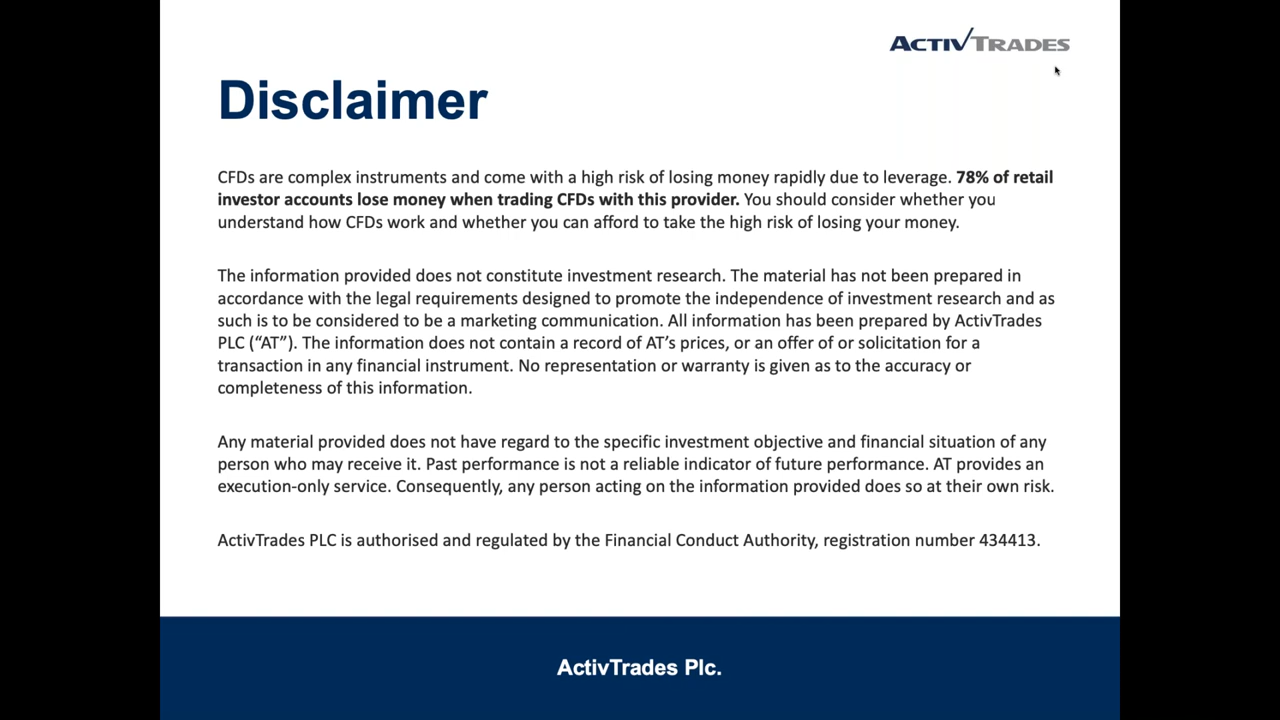 ACTIVTRADES
Disclaimer
CFDs are complex instruments and come with a high risk of losing money rapidly due to leverage. 78% of retail
investor accounts lose money when trading CFDs with this provider. You should consider whether you
understand how CFDs work and whether you can afford to take the high risk of losing your money.
The information provided does not constitute investment research. The material has not been prepared in
accordance with the legal requirements designed to promote the independence of investment research and as
such is to be considered to be a marketing communication. All information has been prepared by ActivTrades
PLC (“AT”). The information does not contain a record of AT’s prices, or an offer of or solicitation for a
transaction in any financial instrument. No representation or warranty is given as to the accuracy or
completeness of this information.
Any material provided does not have regard to the specific investment objective and financial situation of any
person who may receive it. Past performance is not a reliable indicator of future performance. AT provides an
execution-only service. Consequently, any person acting on the information provided does so at their own risk.
ActivTrades PLC is authorised and regulated by the Financial Conduct Authority, registration number 434413.
ActivTrades Plc.